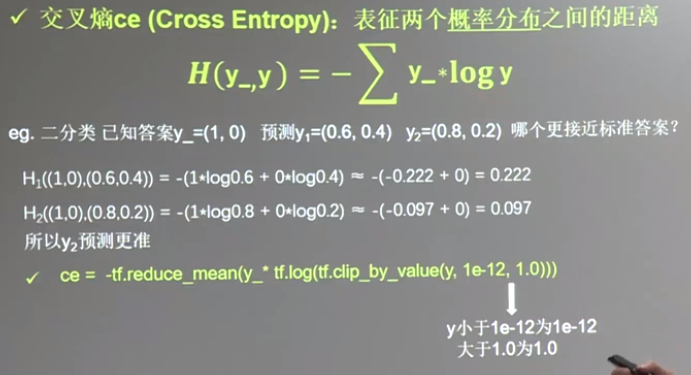 ✓ 交叉熵ce (Cross Entropy)：表征两个概率分布之间的距离
H(y_,y) = −∑ y_*log y
eg. 二分类 已知答案y_=(1, 0) 预测y₁=(0.6, 0.4) y₂=(0.8, 0.2) 哪个更接近标准答案？
H₁((1,0),(0.6,0.4)) = -(1*log0.6 + 0*log0.4) ≈ -(-0.222 + 0) = 0.222
H₂((1,0),(0.8,0.2)) = -(1*log0.8 + 0*log0.2) ≈ -(-0.097 + 0) = 0.097
所以y₂预测更准
✓ ce = -tf.reduce_mean(y_* tf.log(tf.clip_by_value(y, 1e-12, 1.0)))
y小于1e-12为1e-12
大于1.0为1.0